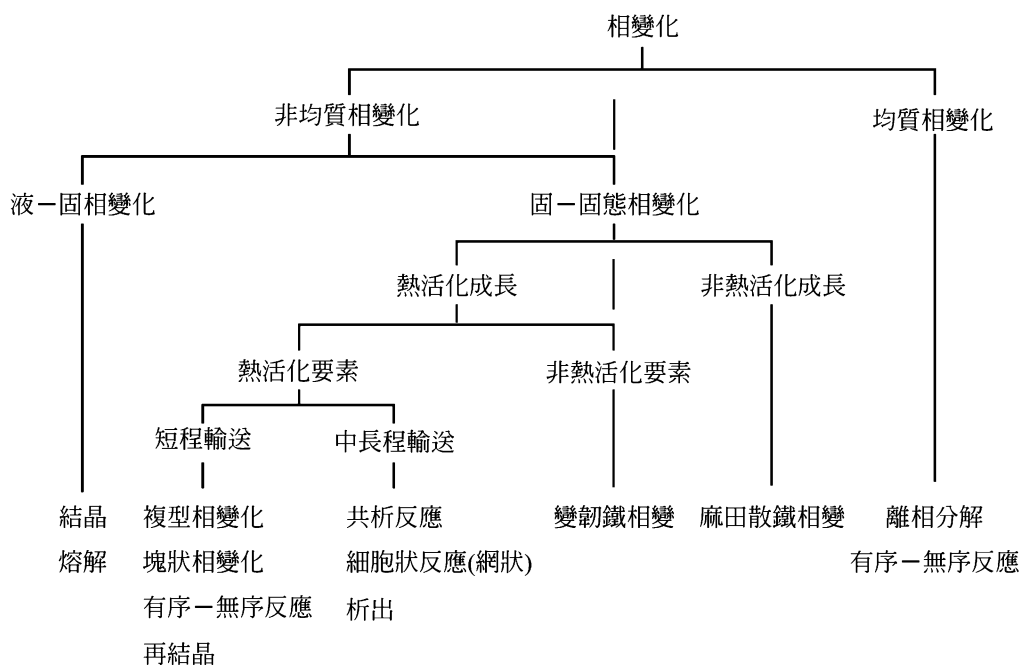 相變化
非均質相變化
均質相變化
液－固相變化
固－固態相變化
熱活化成長
非熱活化成長
熱活化要素
非熱活化要素
短程輸送
中長程輸送
結晶
熔解
複型相變化
塊狀相變化
有序－無序反應
再結晶
共析反應
細胞狀反應(網狀)
析出
變韌鐵相變
麻田散鐵相變
離相分解
有序－無序反應